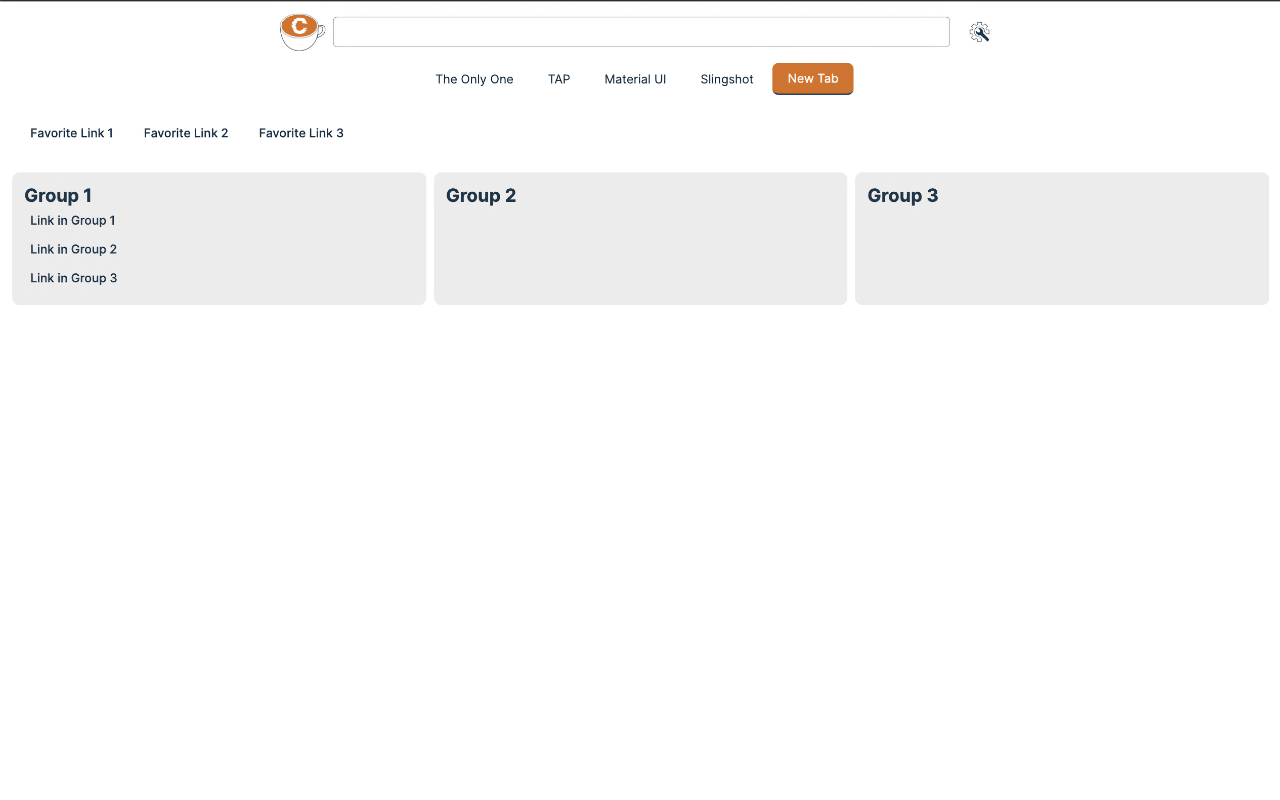 C
The Only One TAP Material UI Slingshot New Tab
Favorite Link 1 Favorite Link 2 Favorite Link 3
Group 1
Link in Group 1
Link in Group 2
Link in Group 3
Group 2
Group 3